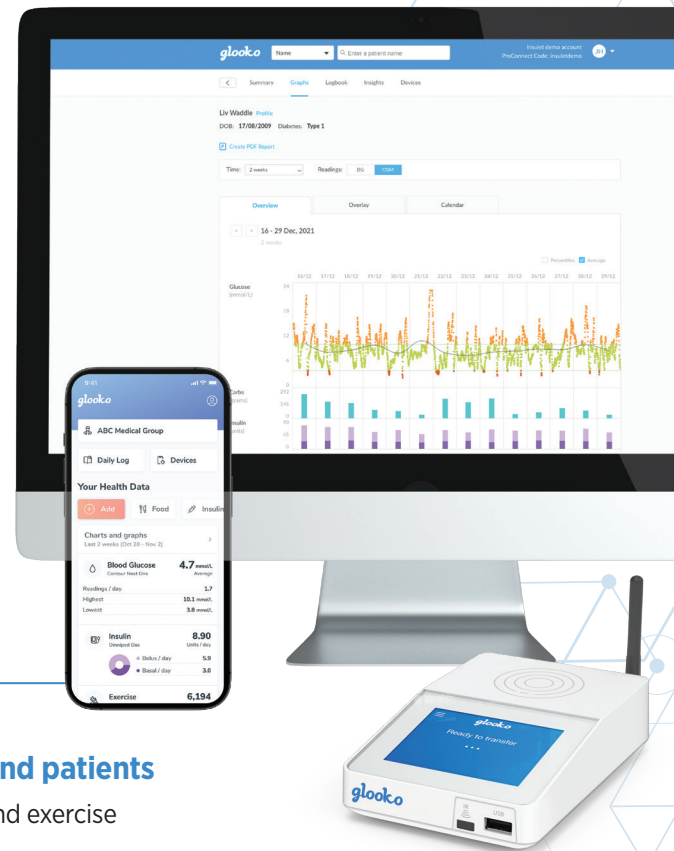 glooko Name Enter a patient name Insulet demo account JH
ProConnect Code: insuletdemo
Summary Graphs Logbook Insights Devices
Liv Waddle Profile
DOB: 17/08/2009 Diabetes: Type 1
Create PDF Report
Time: 2 weeks Readings: BG CGM
Overview Overlay Calendar
16 - 29 Dec, 2021
2 weeks
Percentiles Average
16/12 17/12 18/12 19/12 20/12 21/12 22/12 23/12 24/12 25/12 26/12 27/12 28/12 29/12
Glucose 24
(mmol/L)
18
12
6
0
Carbs 292
(grams) 146
0
Insulin
(units)
0
9:41
glooko
ABC Medical Group
Daily Log Devices
Your Health Data
Add Food Insulin
Charts and graphs
Last 2 weeks (Oct 20 - Nov 2)
Blood Glucose 4.7 mmol/L
Contour Next One Average
Readings / day 1.7
Highest 10.1 mmol/L
Lowest 3.8 mmol/L
Insulin 8.90
Omnipod Das Units / day
Bolus / day 5.9
Basal / day 3.0
Exercise 6,194
glooko
Ready to transfer
glooko
USB
nd patients
nd exercise